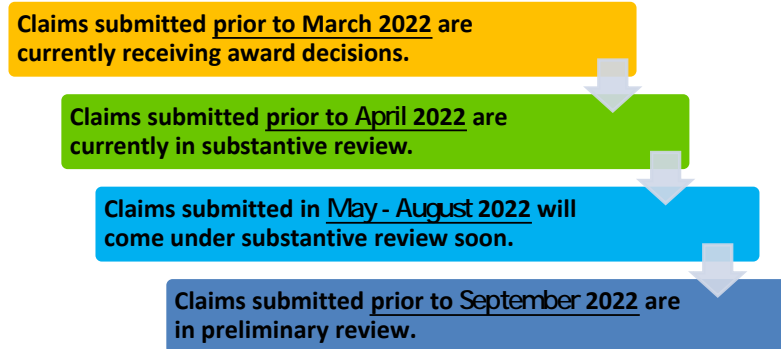 Claims submitted prior to March 2022 are
currently receiving award decisions.
Claims submitted prior to April 2022 are
currently in substantive review.
Claims submitted in May - August 2022 will
come under substantive review soon.
Claims submitted prior to September 2022 are
in preliminary review.